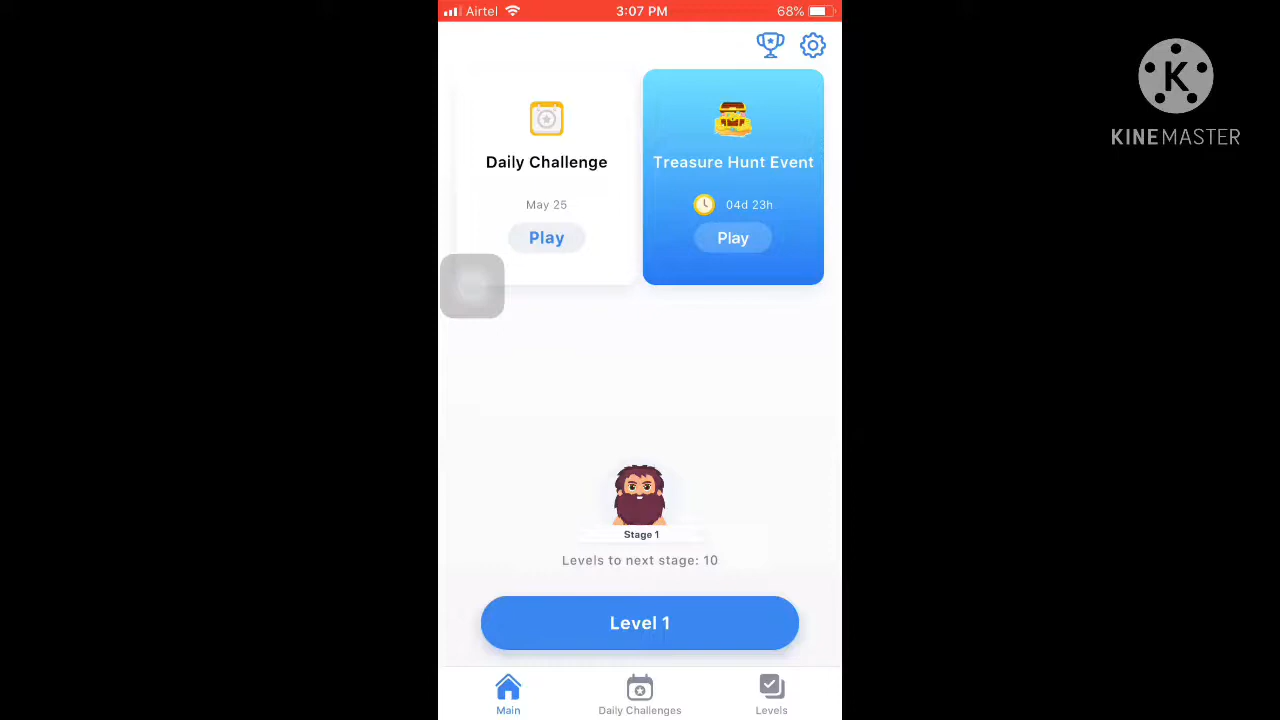 Airtel
3:07 PM
68%
Daily Challenge
May 25
Play
Treasure Hunt Event
04d 23h
Play
Stage 1
Levels to next stage: 10
Level 1
Main
Daily Challenges
Levels
K
KINEMASTER